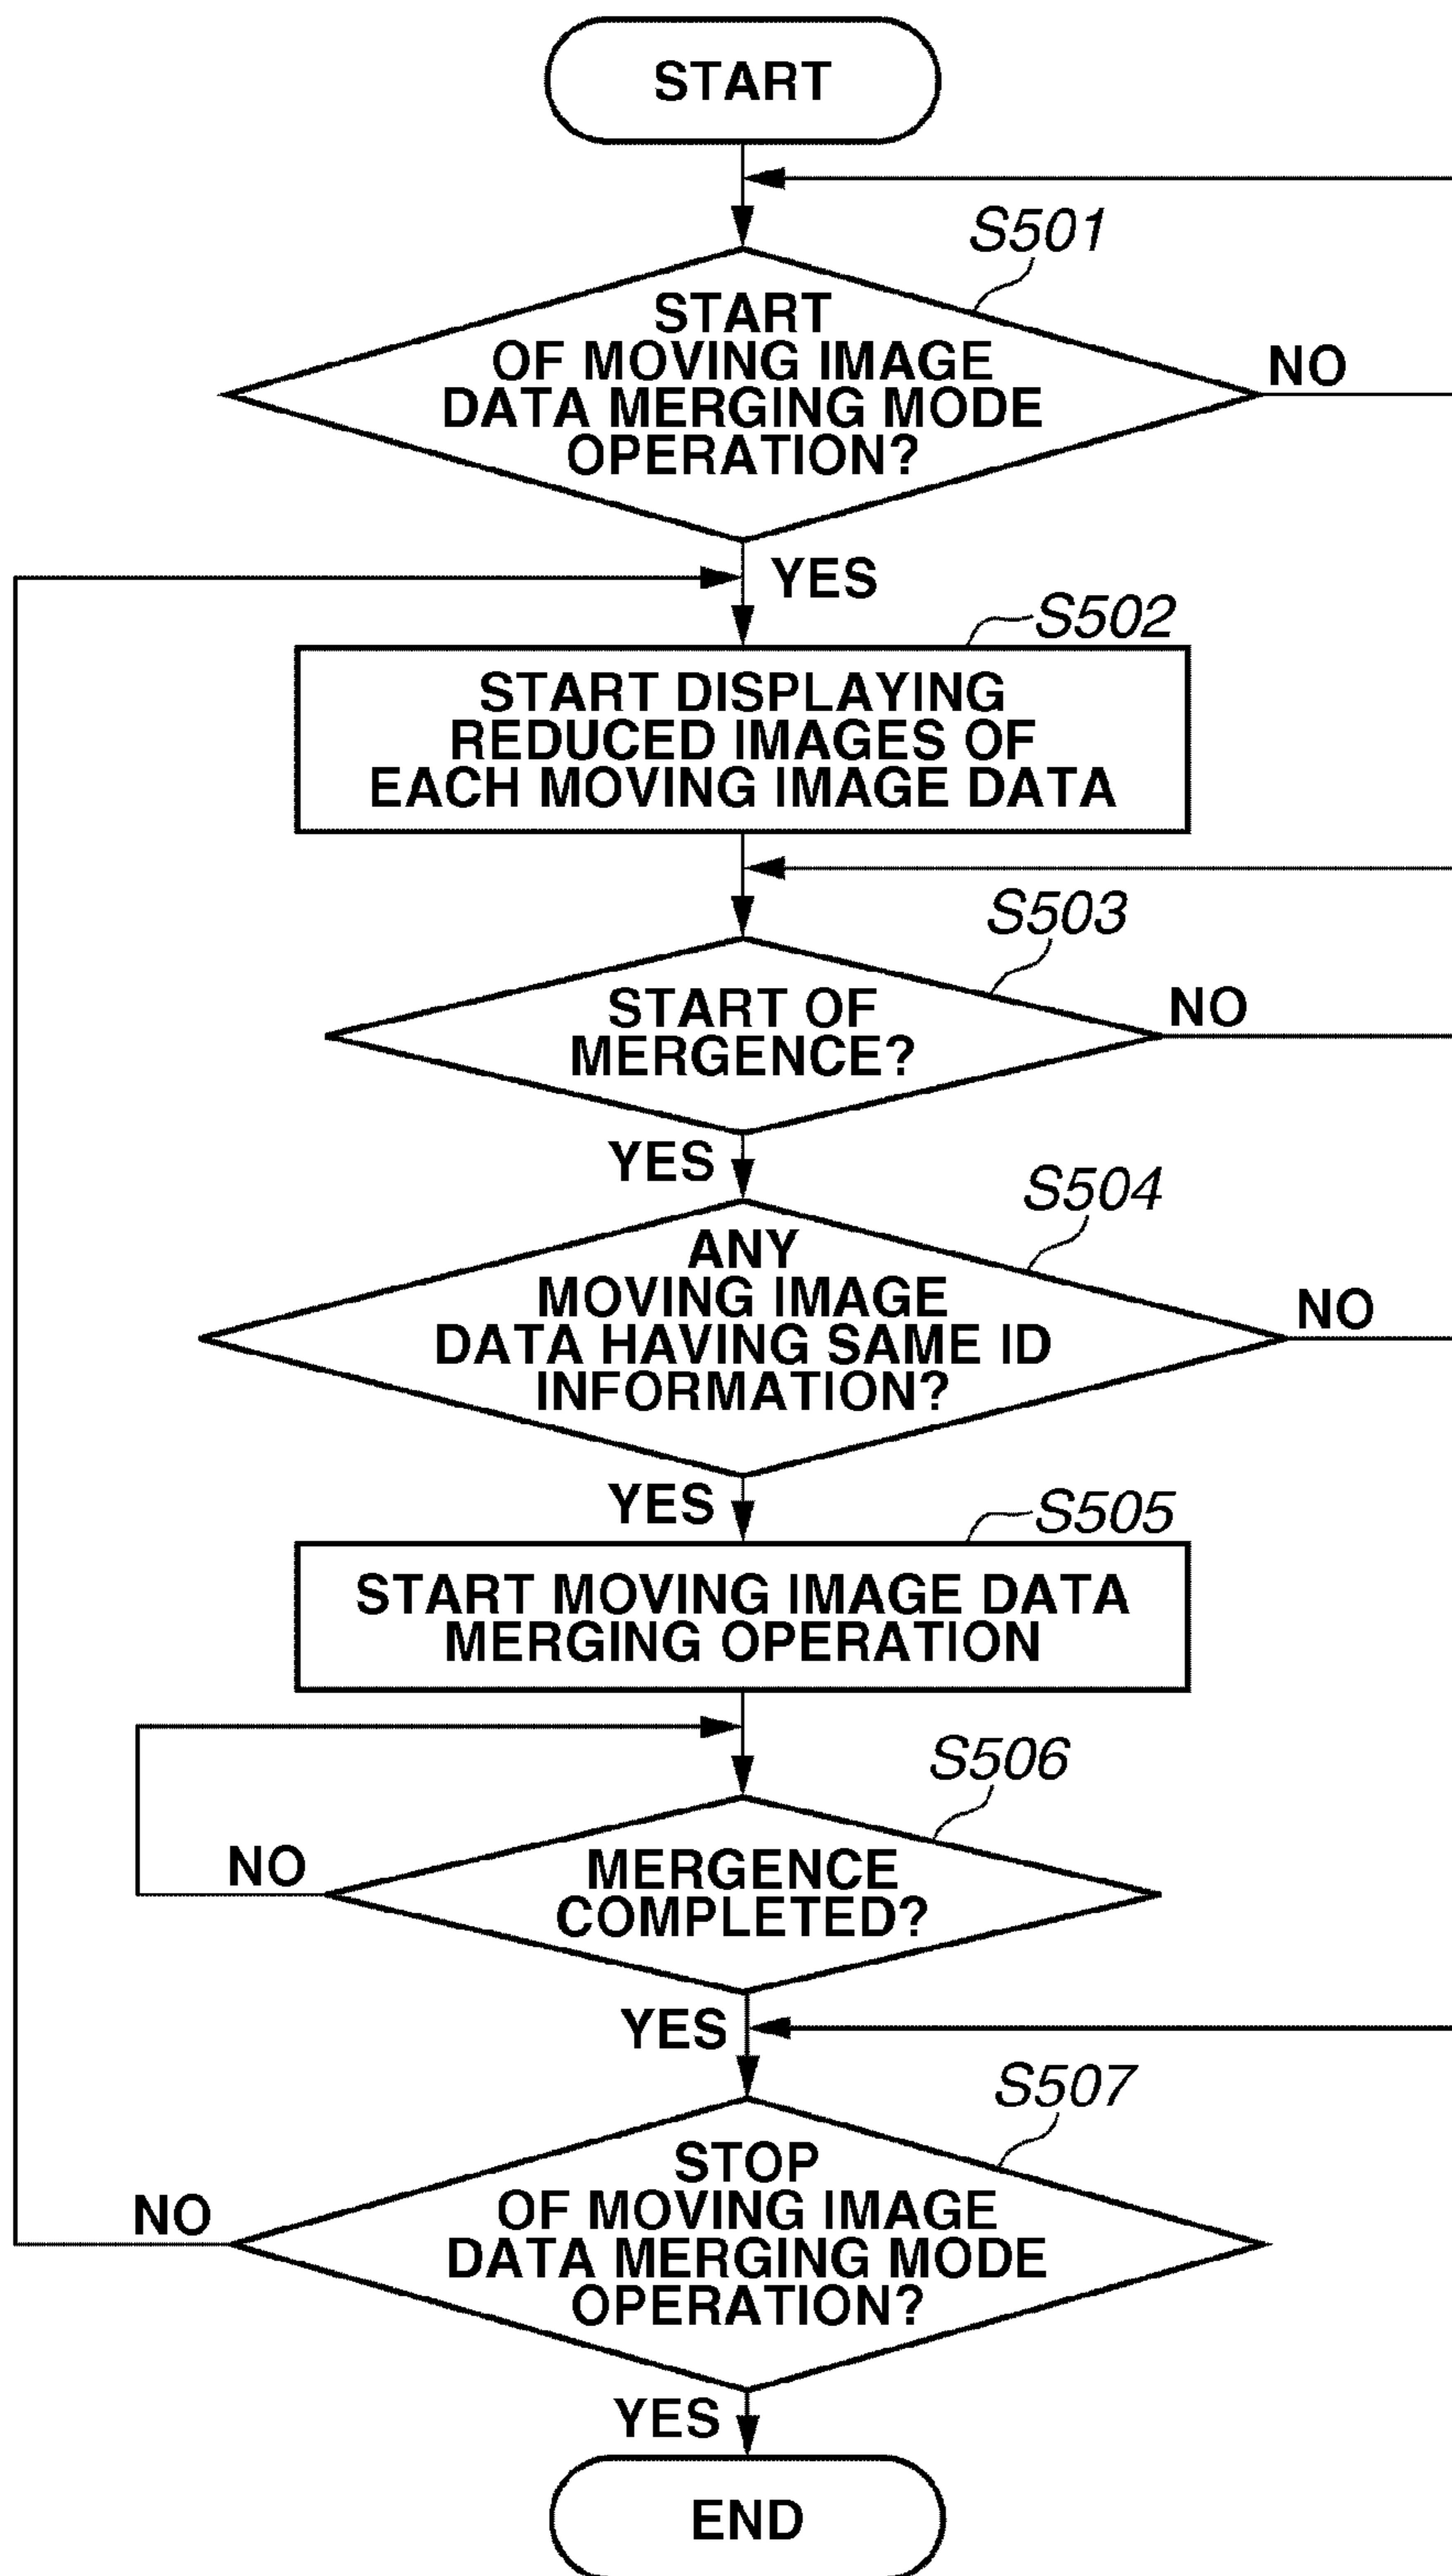 START
S501
START
OF MOVING IMAGE
DATA MERGING MODE
OPERATION?
NO
YES
S502
START DISPLAYING
REDUCED IMAGES OF
EACH MOVING IMAGE DATA
S503
START OF
MERGENCE?
NO
YES
S504
ANY
MOVING IMAGE
DATA HAVING SAME ID
INFORMATION?
NO
YES
S505
START MOVING IMAGE DATA
MERGING OPERATION
S506
MERGENCE
COMPLETED?
NO
YES
S507
STOP
OF MOVING IMAGE
DATA MERGING MODE
OPERATION?
NO
YES
END